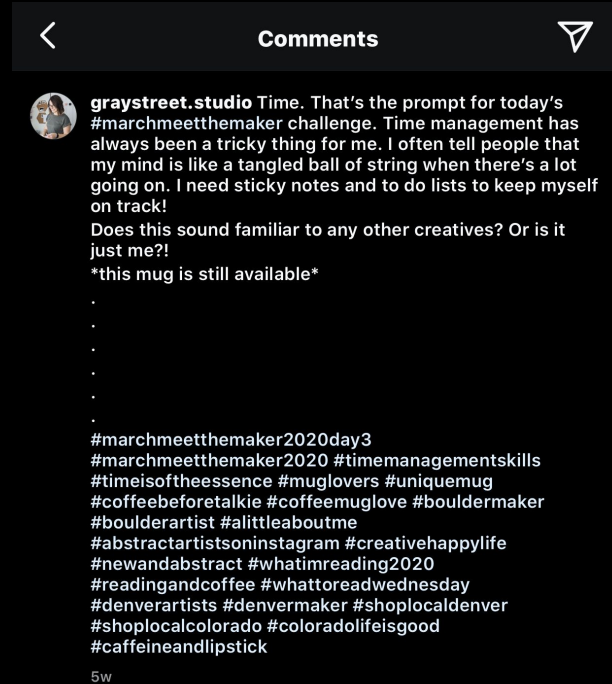 Comments
graystreet.studio Time. That's the prompt for today's
#marchmeetthemaker challenge. Time management has
always been a tricky thing for me. I often tell people that
my mind is like a tangled ball of string when there's a lot
going on. I need sticky notes and to do lists to keep myself
on track!
Does this sound familiar to any other creatives? Or is it
just me?!
*this mug is still available*
.
.
.
.
.
.
#marchmeetthemaker2020day3
#marchmeetthemaker2020 #timemanagementskills
#timeisoftheessence #muglovers #uniquemug
#coffeebeforetalkie #coffeemuglove #bouldermaker
#boulderartist #alittleaboutme
#abstractartistsoninstagram #creativehappylife
#newandabstract #whatimreading2020
#readingandcoffee #whattoreadwednesday
#denverartists #denvermaker #shoplocaldenver
#shoplocalcolorado #coloradolifeisgood
#caffeineandlipstick
5w